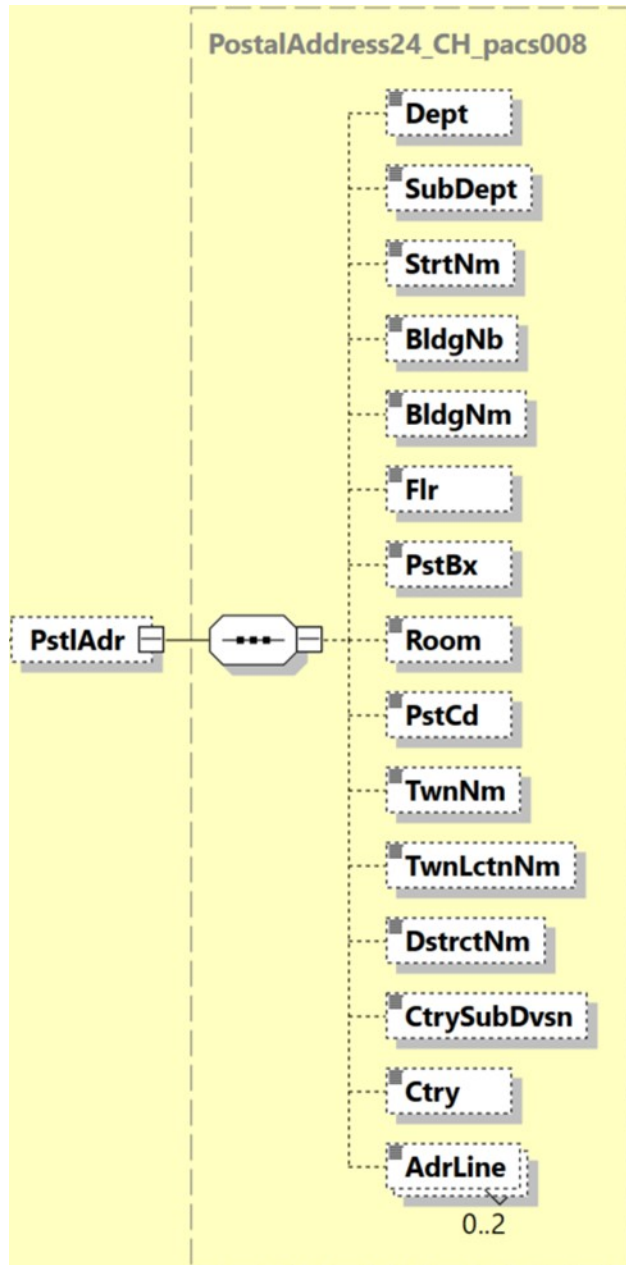 PostalAddress24_CH_pacs008
Dept
SubDept
StrtNm
BldgNb
BldgNm
Flr
PstBx
PstlAdr
Room
PstCd
TwnNm
TwnLctnNm
DstrctNm
CtrySubDvsn
Ctry
AdrLine
0..2